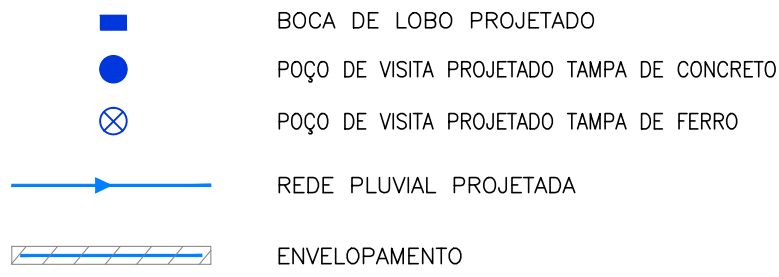 BOCA DE LOBO PROJETADO
POÇO DE VISITA PROJETADO TAMPA DE CONCRETO
POÇO DE VISITA PROJETADO TAMPA DE FERRO
REDE PLUVIAL PROJETADA
ENVELOPAMENTO